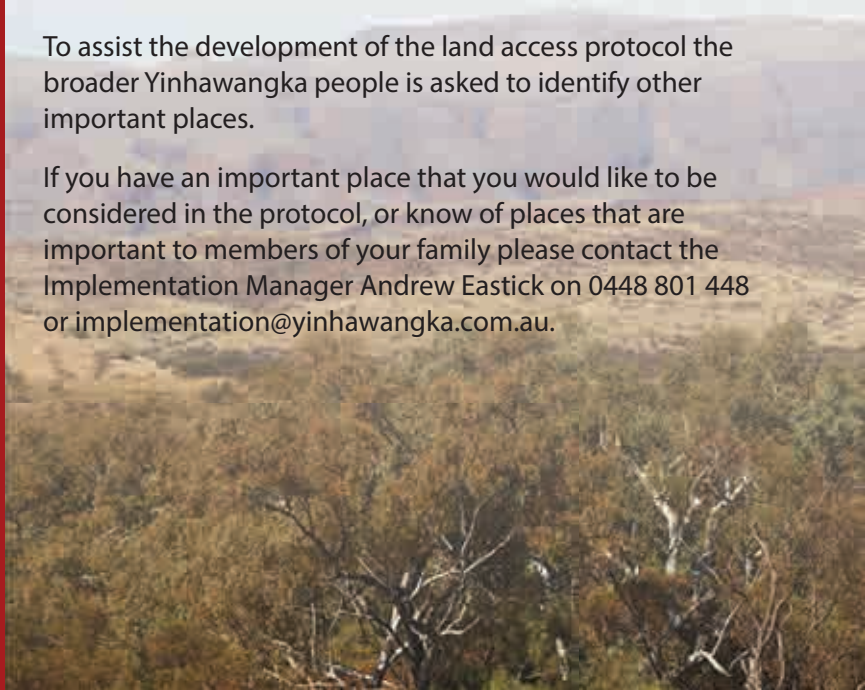 To assist the development of the land access protocol the
broader Yinhawangka people is asked to identify other
important places.
If you have an important place that you would like to be
considered in the protocol, or know of places that are
important to members of your family please contact the
Implementation Manager Andrew Eastick on 0448 801 448
or implementation@yinhawangka.com.au.